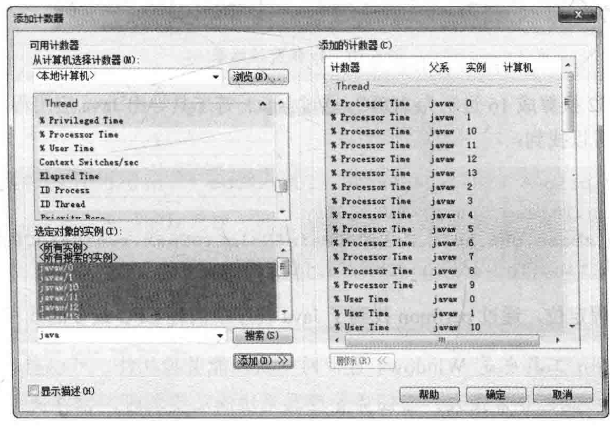 添加计数器
可用计数器
从计算机选择计数器(M):
<本地计算机>
浏览(B)...
Thread
% Privileged Time
% Processor Time
% User Time
Context Switches/sec
Elapsed Time
ID Process
ID Thread
Priority Base
选定对象的实例(I):
<所有实例>
<所有搜索的实例>
javaw/0
javaw/1
javaw/10
javaw/11
javaw/12
javaw/13
java
搜索(S)
添加(D) >>
显示描述(H)
添加的计数器(C)
计数器 父系 实例 计算机
Thread
% Processor Time javaw 0
% Processor Time javaw 1
% Processor Time javaw 10
% Processor Time javaw 11
% Processor Time javaw 12
% Processor Time javaw 13
% Processor Time javaw 2
% Processor Time javaw 3
% Processor Time javaw 4
% Processor Time javaw 5
% Processor Time javaw 6
% Processor Time javaw 7
% Processor Time javaw 8
% Processor Time javaw 9
% User Time javaw 0
% User Time javaw 1
% User Time javaw 10
删除(R) <<
帮助
确定
取消